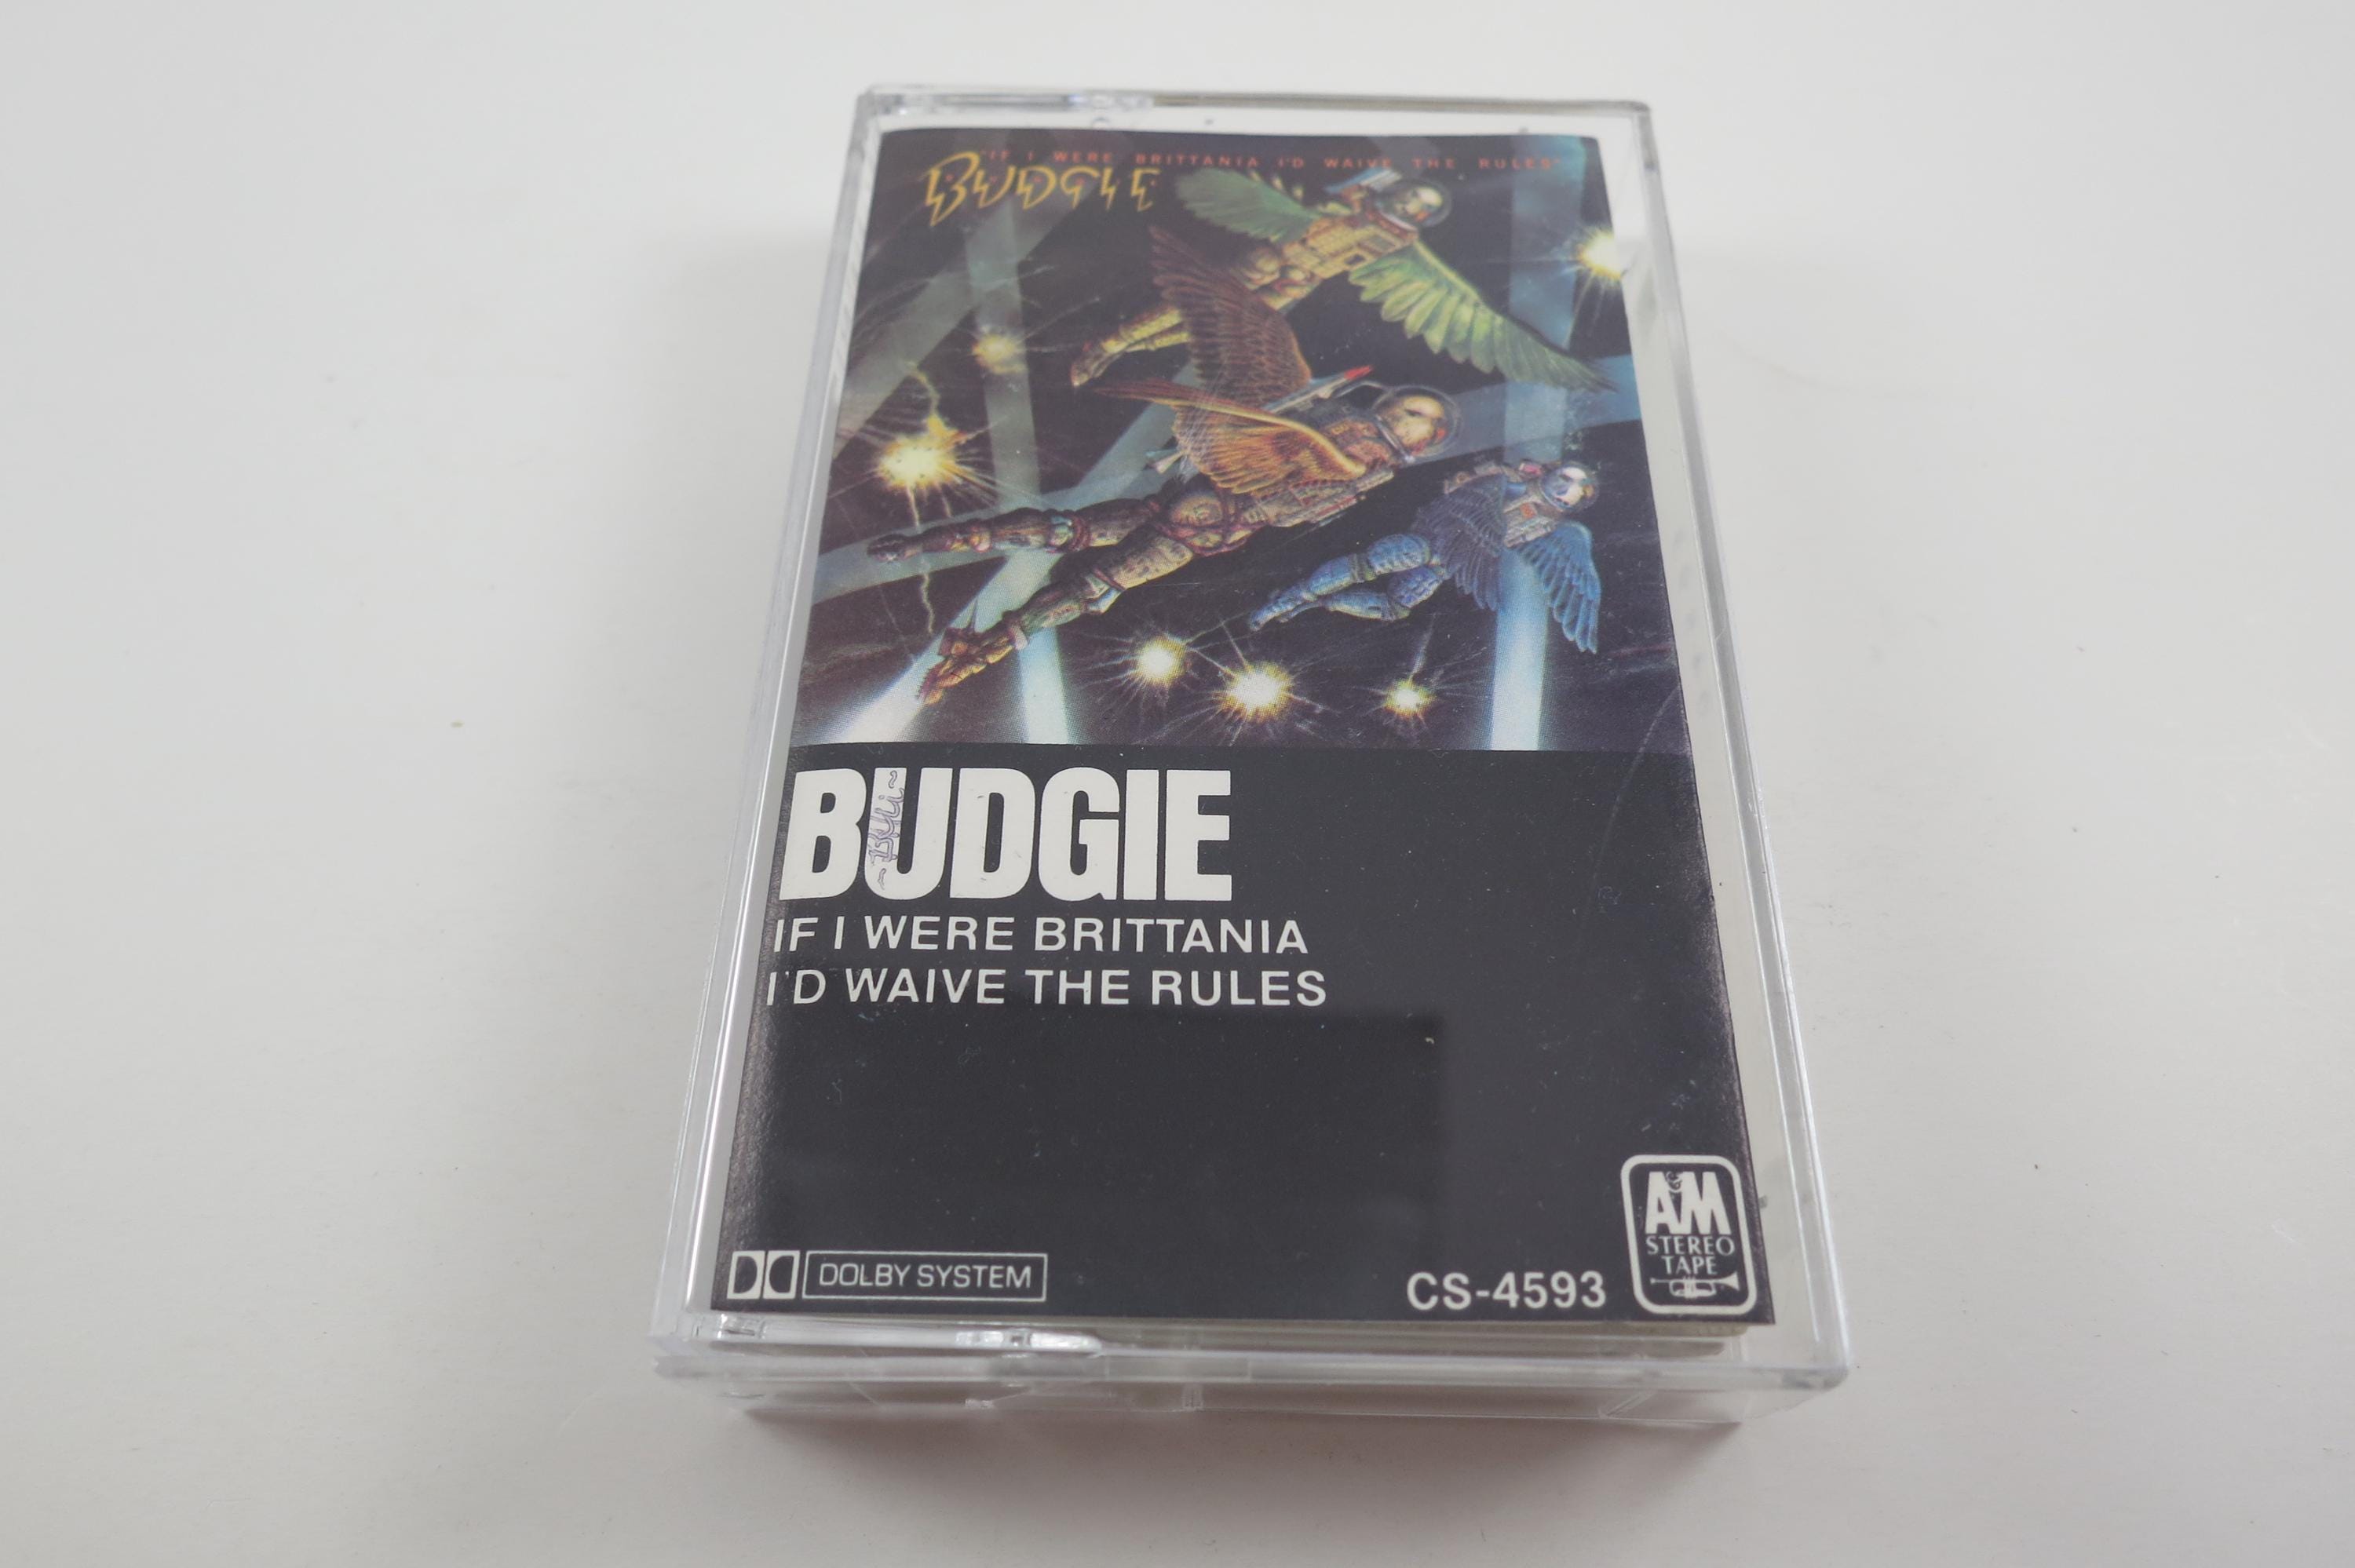 "IF I WERE BRITTANIA I'D WAIVE THE RULES"
BUDGIE
BUDGIE
IF I WERE BRITTANIA
I'D WAIVE THE RULES
DOLBY SYSTEM
CS-4593
A&M
STEREO
TAPE